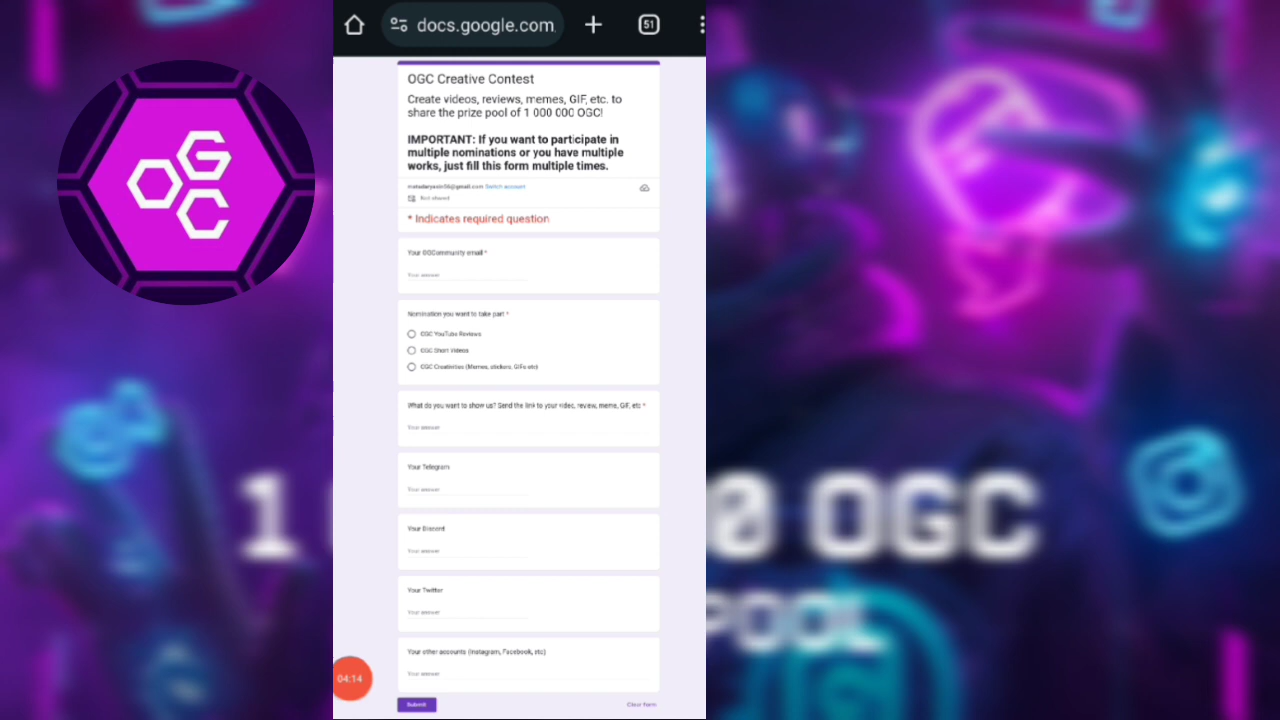 OGC
docs.google.com
51
OGC Creative Contest
Create videos, reviews, memes, GIF, etc. to
share the prize pool of 1 000 000 OGC!
IMPORTANT: If you want to participate in
multiple nominations or you have multiple
works, just fill this form multiple times.
Switch account
Not shared
* Indicates required question
Your OGCommunity email *
Your answer
Nomination you want to take part *
OGC YouTube Reviews
OGC Short Videos
OGC Creativities (Memes, stickers, GIFs etc)
What do you want to show us? Send the link to your video, review, meme, GIF, etc *
Your answer
Your Telegram
Your answer
Your Discord
Your answer
Your Twitter
Your answer
Your other accounts (Instagram, Facebook, etc)
Your answer
04:14
Submit
Clear form
1
0 OGC
POOL